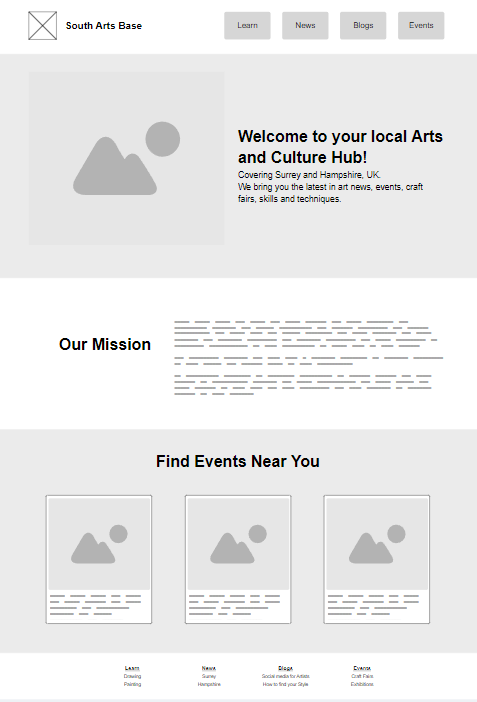 South Arts Base
Learn
News
Blogs
Events
Welcome to your local Arts
and Culture Hub!
Covering Surrey and Hampshire, UK.
We bring you the latest in art news, events, craft
fairs, skills and techniques.
Our Mission
Find Events Near You
Learn
Drawing
Painting
News
Surrey
Hampshire
Blogs
Social media for Artists
How to find your Style
Events
Craft Fairs
Exhibitions